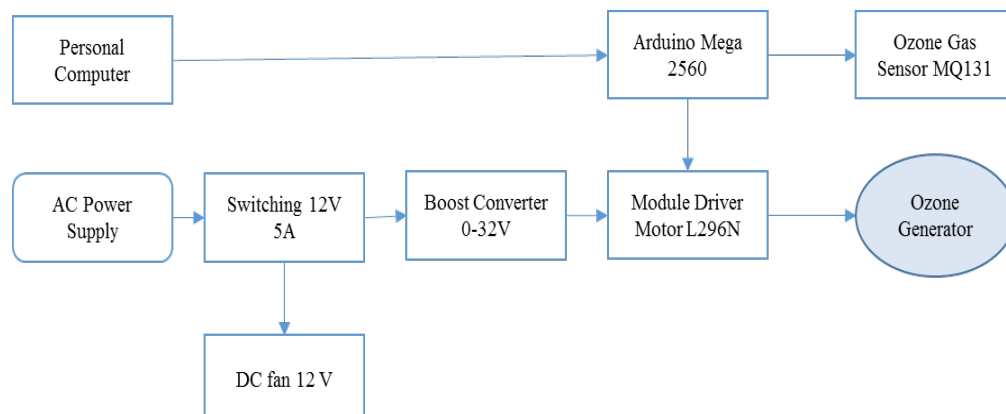 Personal
Computer
Arduino Mega
2560
Ozone Gas
Sensor MQ131
AC Power
Supply
Switching 12V
5A
Boost Converter
0-32V
Module Driver
Motor L296N
Ozone
Generator
DC fan 12 V